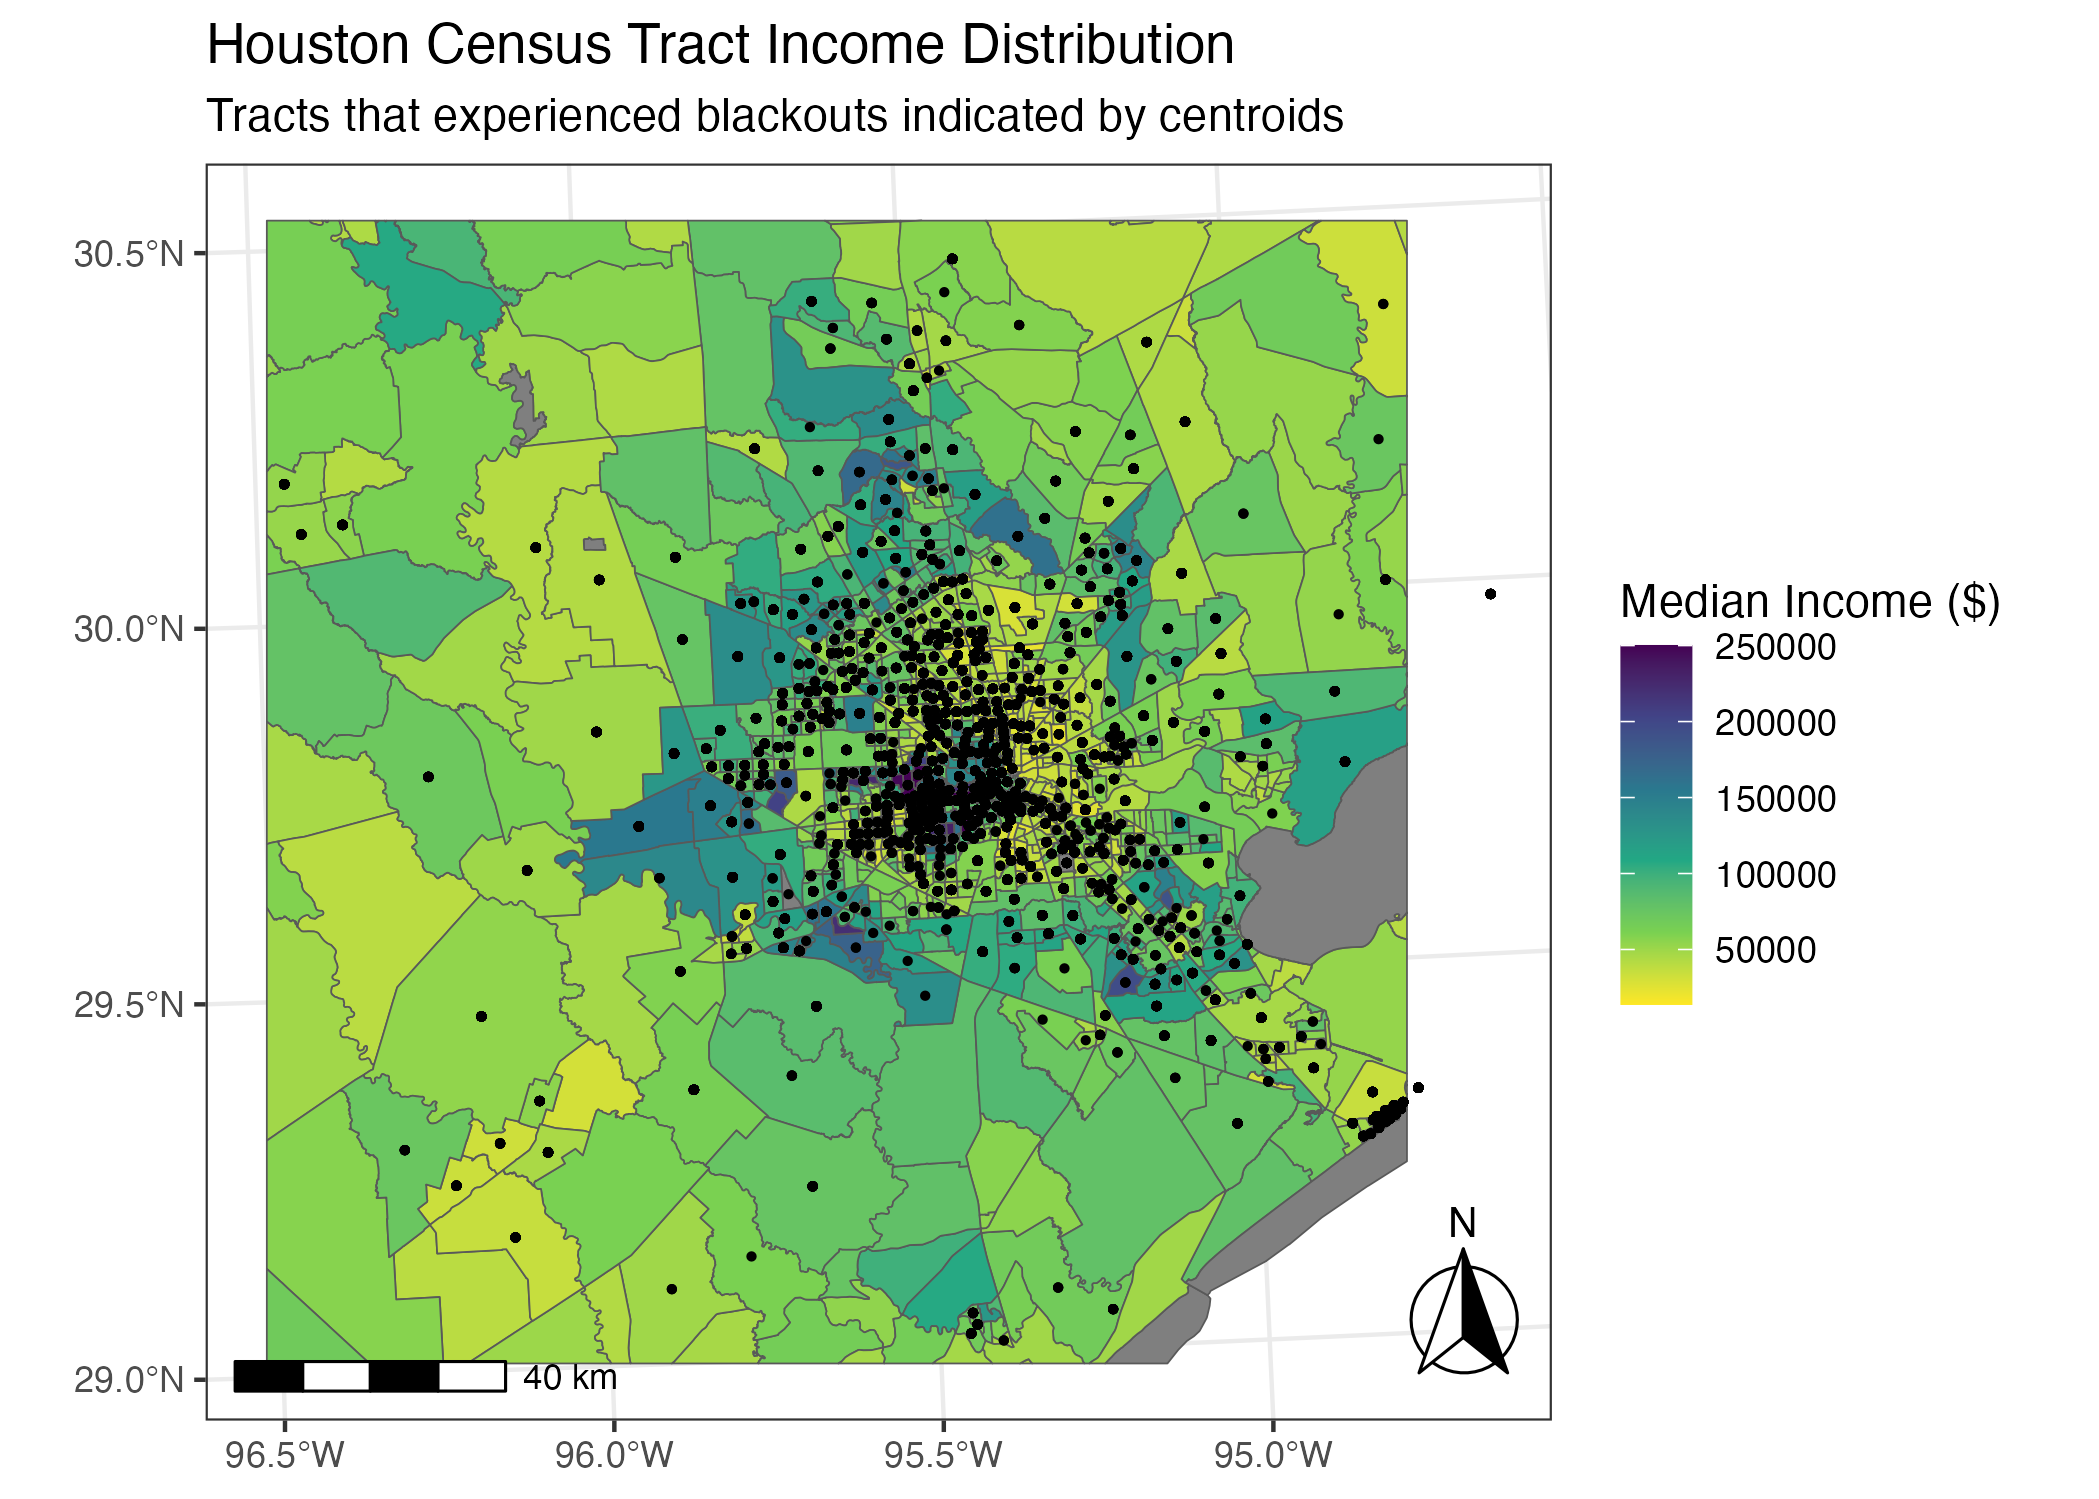 Houston Census Tract Income Distribution
Tracts that experienced blackouts indicated by centroids
30.5°N
30.0°N
29.5°N
29.0°N
96.5°W
96.0°W
95.5°W
95.0°W
40 km
N
Median Income ($)
250000
200000
150000
100000
50000